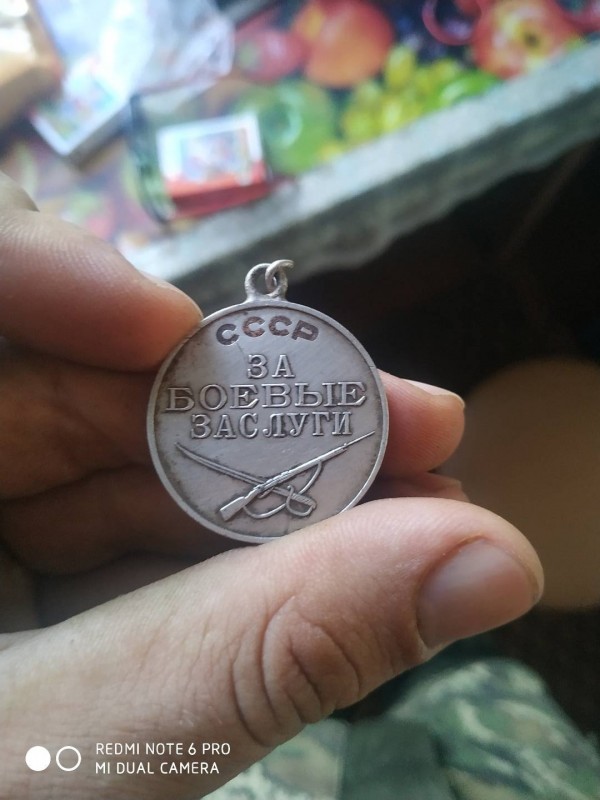 СССР
ЗА
БОЕВЫЕ
ЗАСЛУГИ
REDMI NOTE 6 PRO
MI DUAL CAMERA